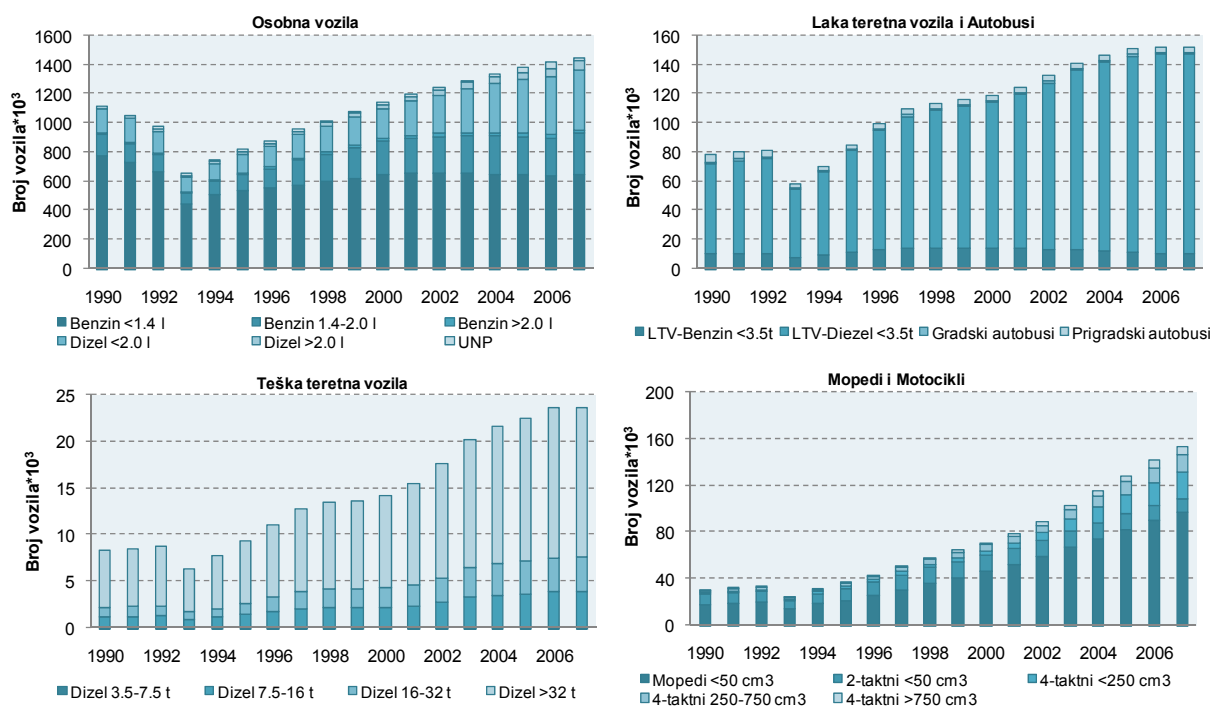 Osobna vozila
Broj vozila*10³
1600
1400
1200
1000
800
600
400
200
0
1990 1992 1994 1996 1998 2000 2002 2004 2006
Benzin <1.4 l Benzin 1.4-2.0 l Benzin >2.0 l
Dizel <2.0 l Dizel >2.0 l UNP
Laka teretna vozila i Autobusi
Broj vozila*10³
160
140
120
100
80
60
40
20
0
1990 1992 1994 1996 1998 2000 2002 2004 2006
LTV-Benzin <3.5t LTV-Diezel <3.5t Gradski autobusi Prigradski autobusi
Teška teretna vozila
Broj vozila*10³
25
20
15
10
5
0
1990 1992 1994 1996 1998 2000 2002 2004 2006
Dizel 3.5-7.5 t Dizel 7.5-16 t Dizel 16-32 t Dizel >32 t
Mopedi i Motocikli
Broj vozila*10³
200
160
120
80
40
0
1990 1992 1994 1996 1998 2000 2002 2004 2006
Mopedi <50 cm3 2-taktni <50 cm3 4-taktni <250 cm3
4-taktni 250-750 cm3 4-taktni >750 cm3